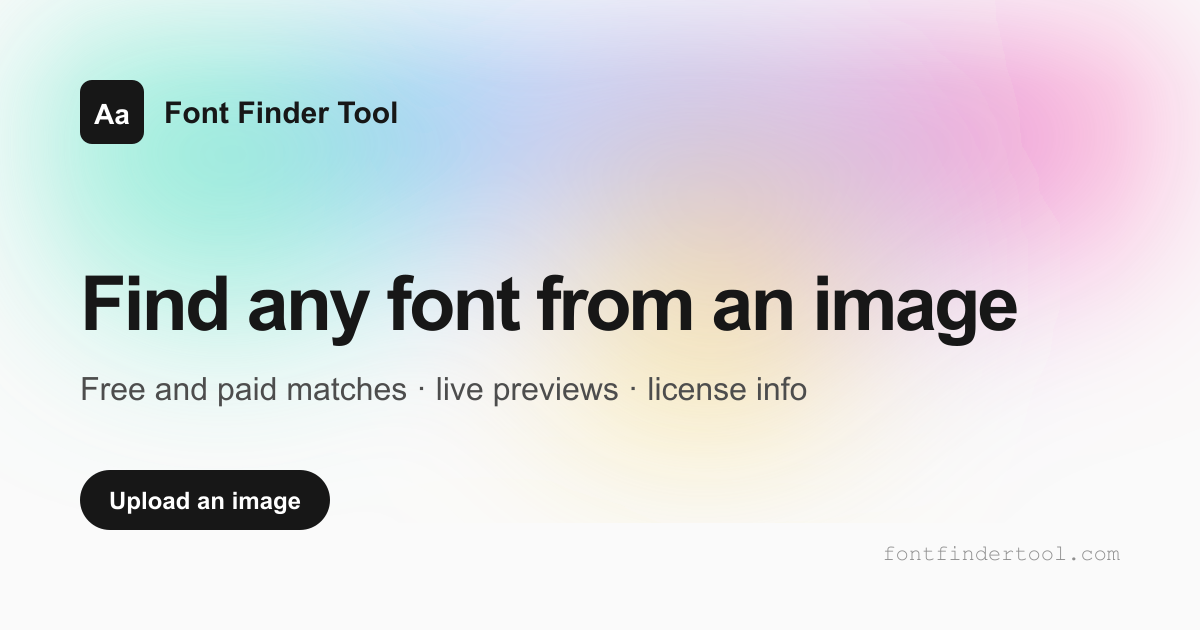 Aa
Font Finder Tool
Find any font from an image
Free and paid matches · live previews · license info
Upload an image
fontfindertool.com